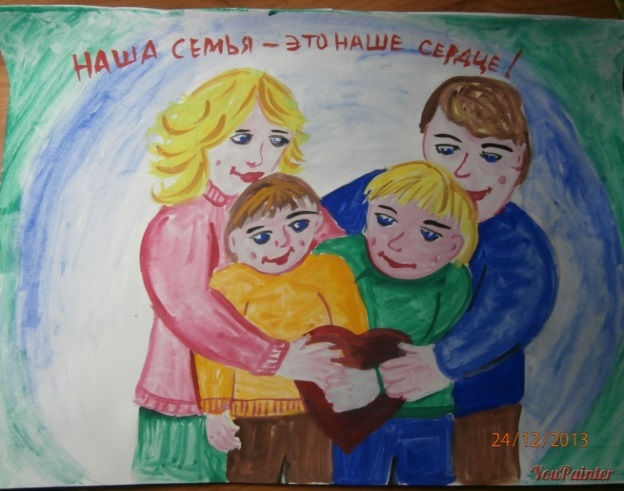 НАША СЕМЬЯ – ЭТО НАШЕ СЕРДЦЕ!
24/12/2013
YouPainter